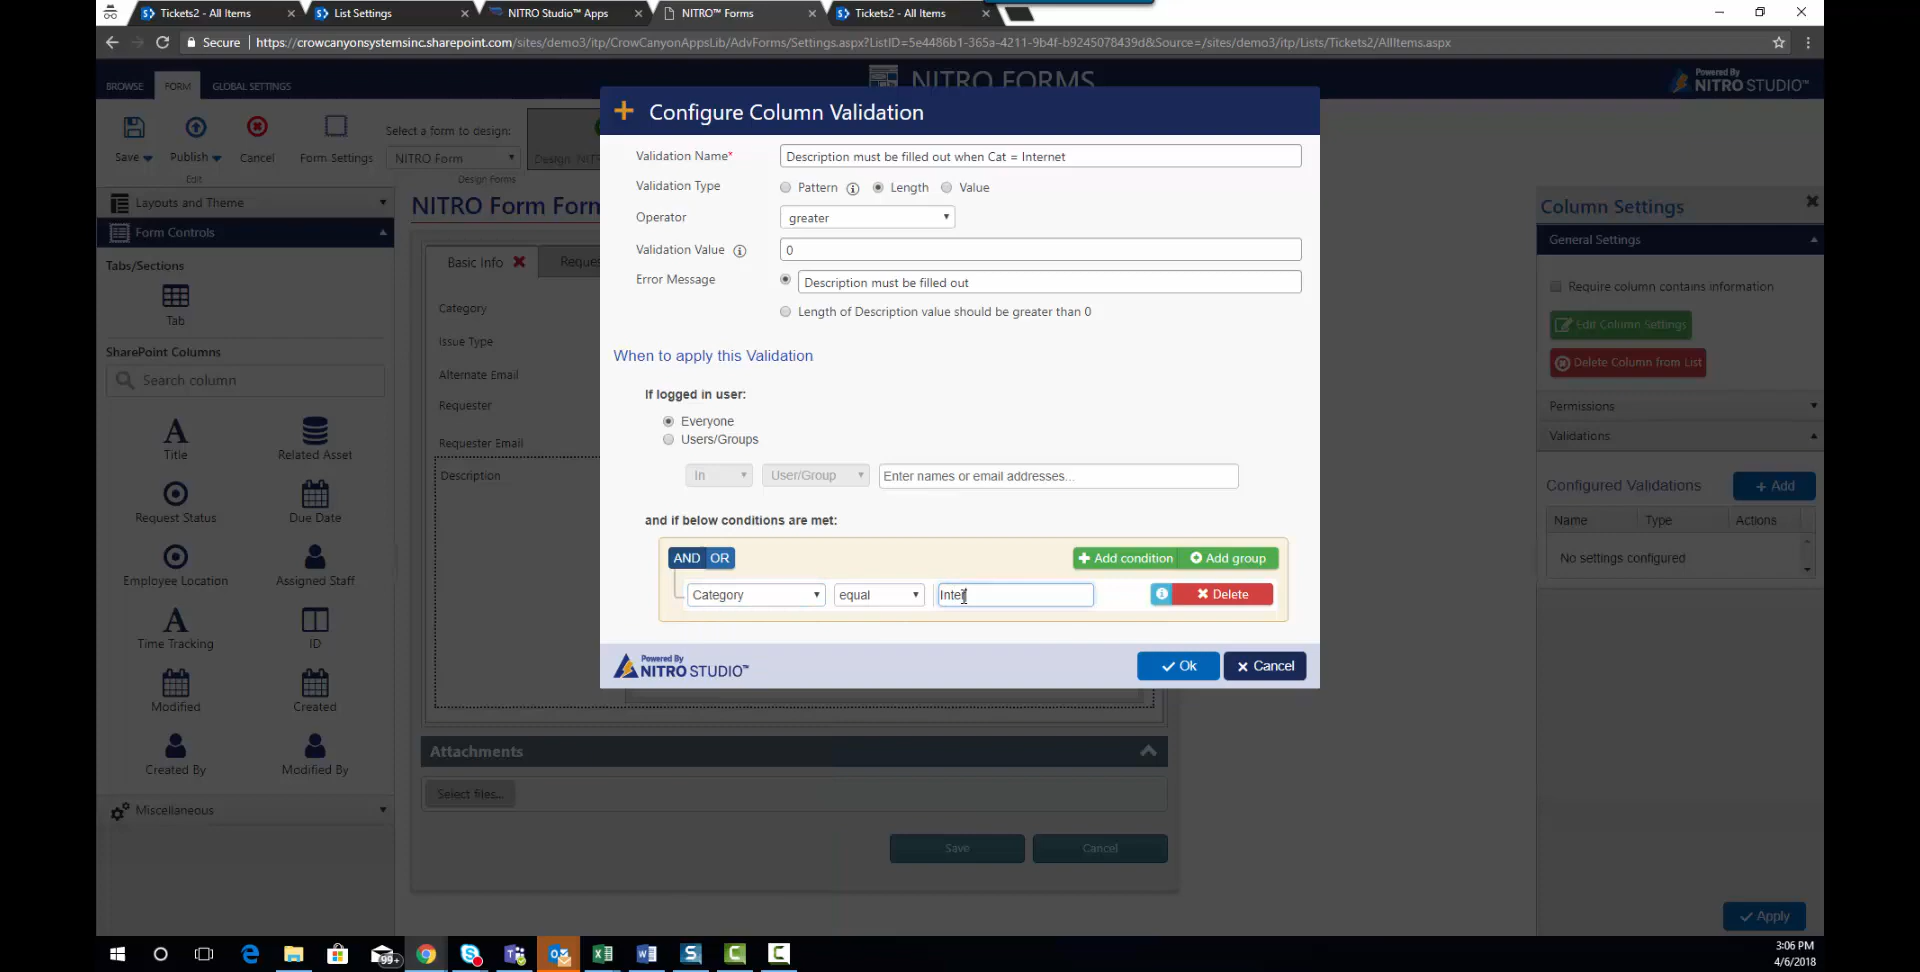 Tickets2 - All Items
List Settings
NITRO Studio™ Apps
NITRO™ Forms
Tickets2 - All Items
Secure
https://crowcanyonsystemsinc.sharepoint.com/sites/demo3/itp/CrowCanyonAppsLib/AdvForms/Settings.aspx?ListID=5e4486b1-365a-4211-9b4f-b9245078439d&Source=/sites/demo3/itp/Lists/Tickets2/AllItems.aspx
BROWSE
FORM
GLOBAL SETTINGS
NITRO FORMS
Powered By
NITRO STUDIO™
Save
Publish
Cancel
Form Settings
Edit
Select a form to design:
NITRO Form
Design Forms
Layouts and Theme
Form Controls
Tabs/Sections
Tab
SharePoint Columns
Search column
Title
Related Asset
Request Status
Due Date
Employee Location
Assigned Staff
Time Tracking
ID
Modified
Created
Created By
Modified By
Miscellaneous
NITRO Form Form
Basic Info
Reques
Category
Issue Type
Alternate Email
Requester
Requester Email
Description
Attachments
Select files...
Save
Cancel
Configure Column Validation
Validation Name*
Description must be filled out when Cat = Internet
Validation Type
Pattern
Length
Value
Operator
greater
Validation Value
0
Error Message
Description must be filled out
Length of Description value should be greater than 0
When to apply this Validation
If logged in user:
Everyone
Users/Groups
In
User/Group
Enter names or email addresses...
and if below conditions are met:
AND OR
Add condition
Add group
Category
equal
Inter
Delete
Powered By
NITRO STUDIO™
Ok
Cancel
Column Settings
General Settings
Require column contains information
Edit Column Settings
Delete Column from List
Permissions
Validations
Configured Validations
+ Add
Name
Type
Actions
No settings configured
Apply
99+
3:06 PM
4/6/2018